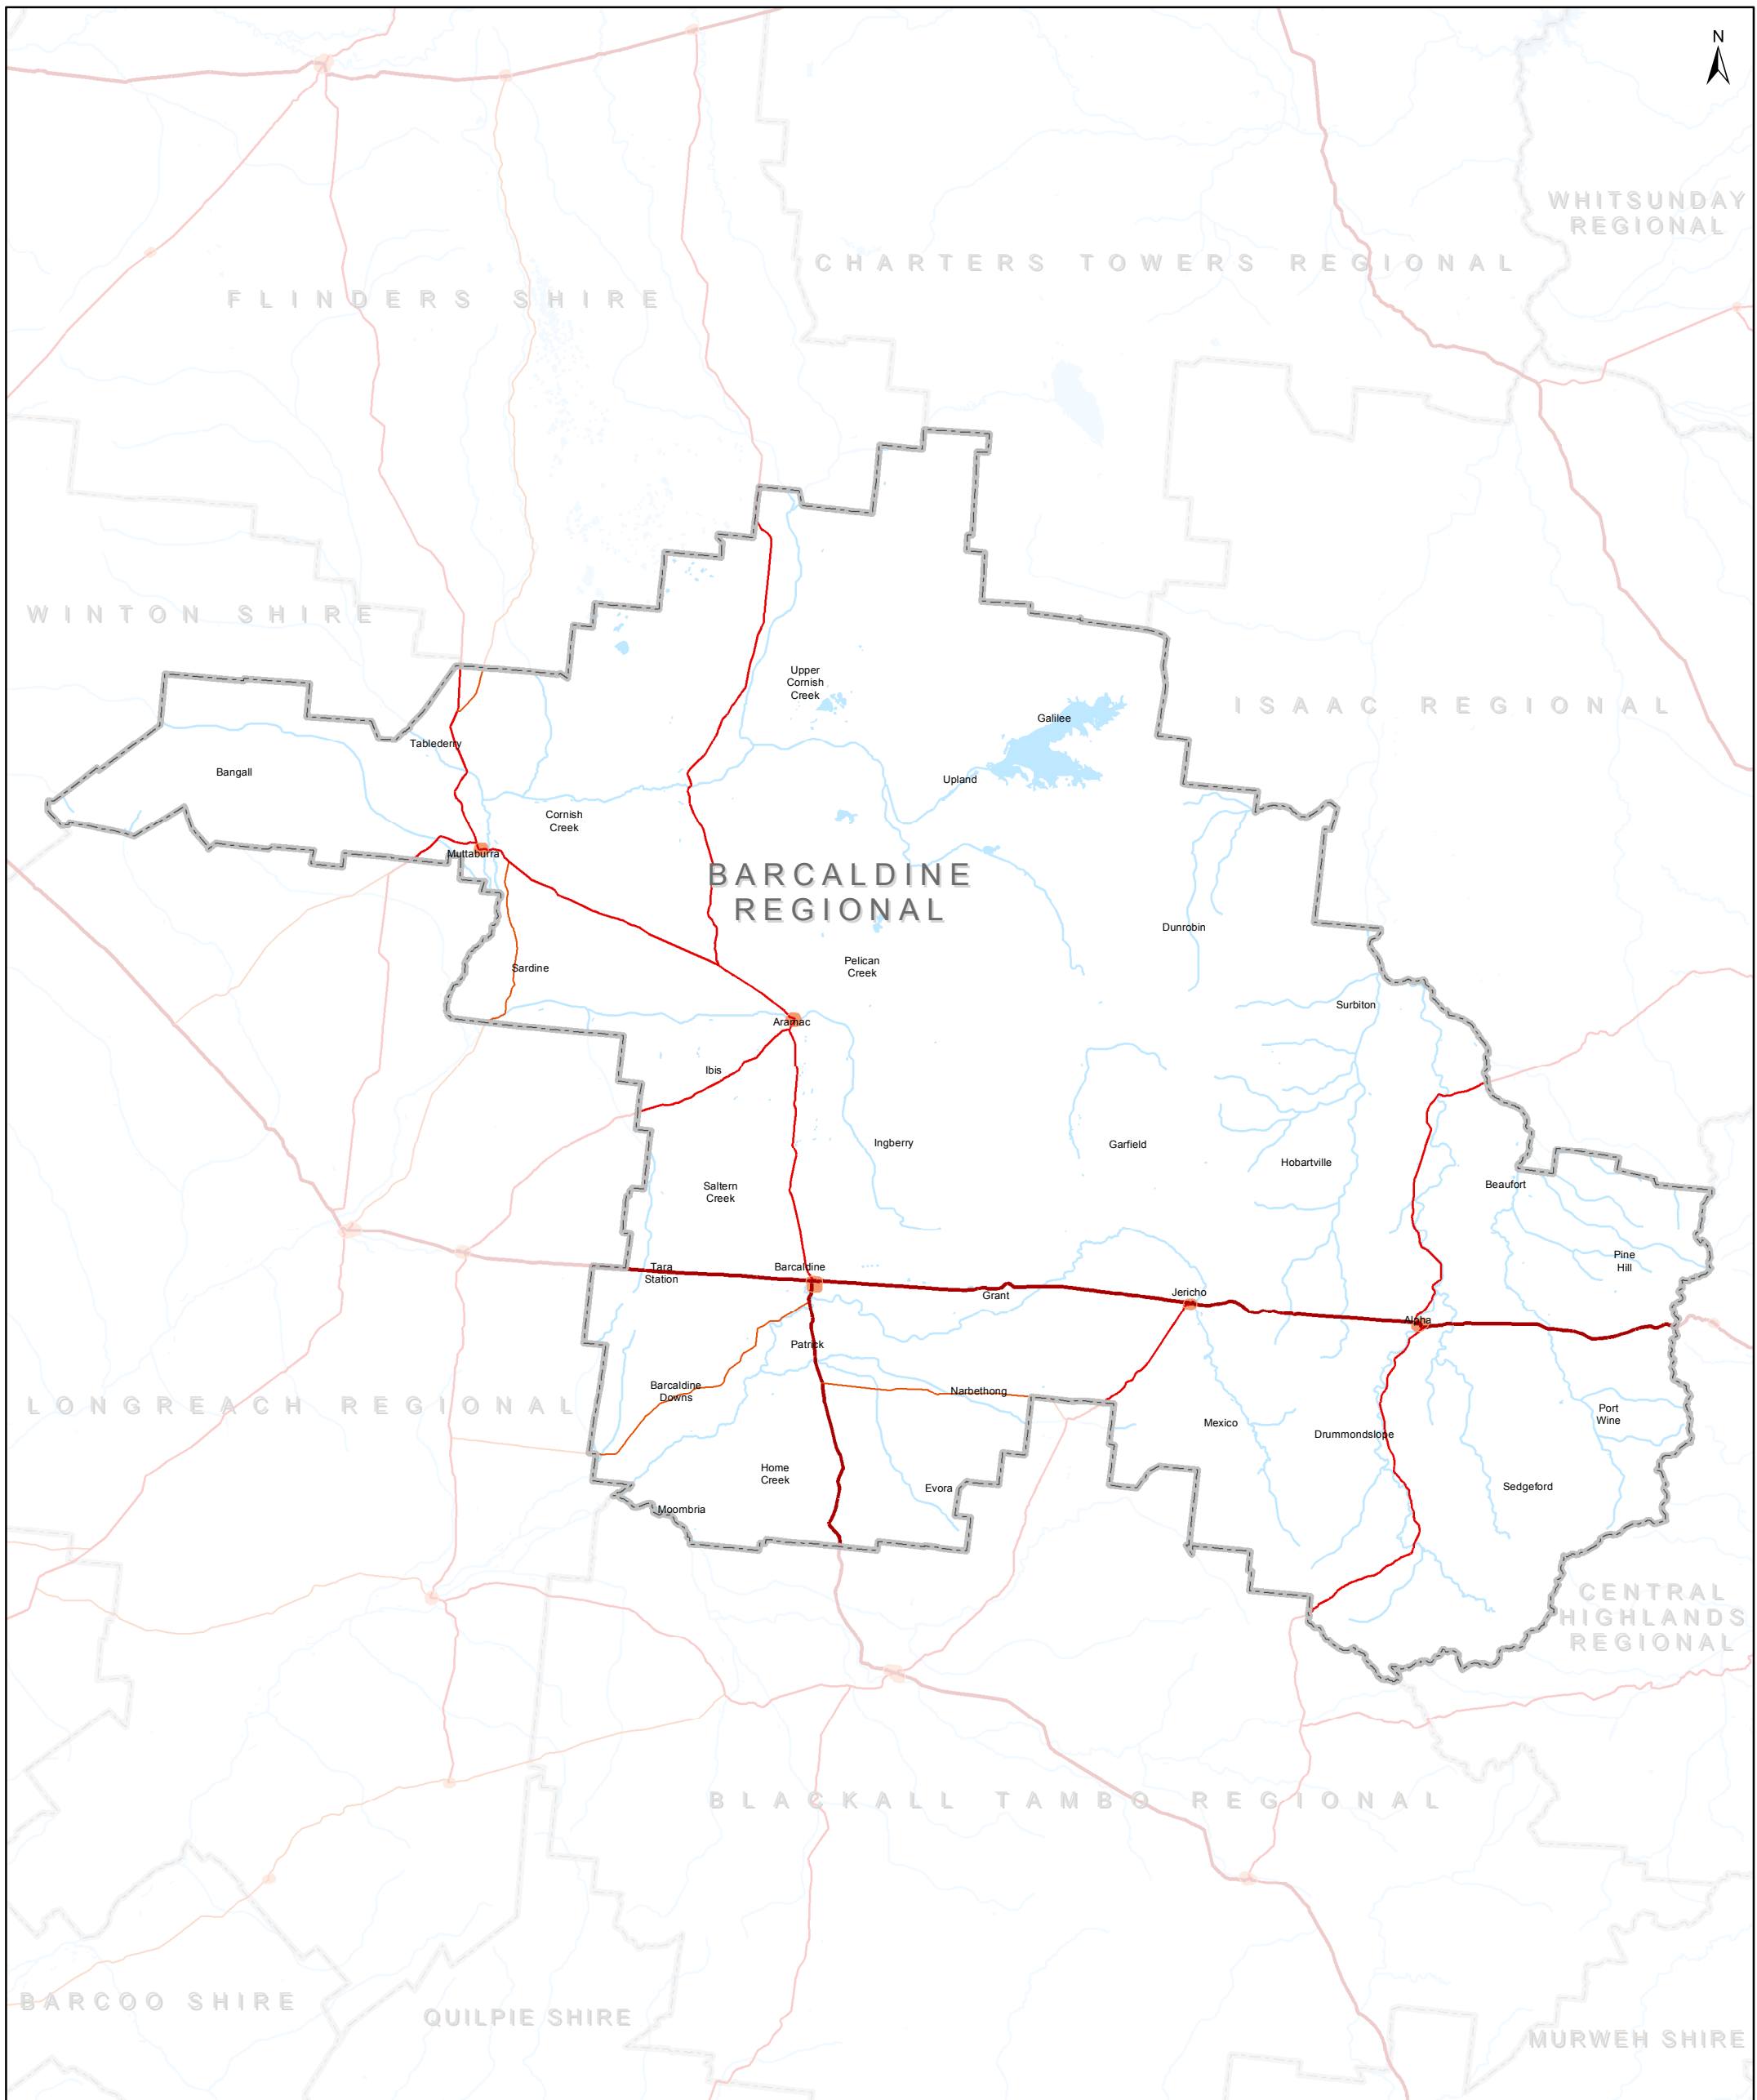 N
WHITSUNDAY
REGIONAL
CHARTERS TOWERS REGIONAL
FLINDERS SHIRE
WINTON SHIRE
Upper
Cornish
Creek
ISAAC REGIONAL
Galilee
Tablederry
Bangall
Upland
Cornish
Creek
Muttaburra
BARCALDINE
REGIONAL
Dunrobin
Sardine
Pelican
Creek
Surbiton
Aramac
Ibis
Ingberry
Garfield
Hobartville
Beaufort
Saltern
Creek
Pine
Hill
Tara
Station
Barcaldine
Grant
Jericho
Alpha
Patrick
Barcaldine
Downs
Narbethong
LONGREACH REGIONAL
Port
Wine
Mexico
Drummondslope
Home
Creek
Evora
Sedgeford
Moombria
CENTRAL
HIGHLANDS
REGIONAL
BLACKALL TAMBO REGIONAL
BARCOO SHIRE
QUILPIE SHIRE
MURWEH SHIRE